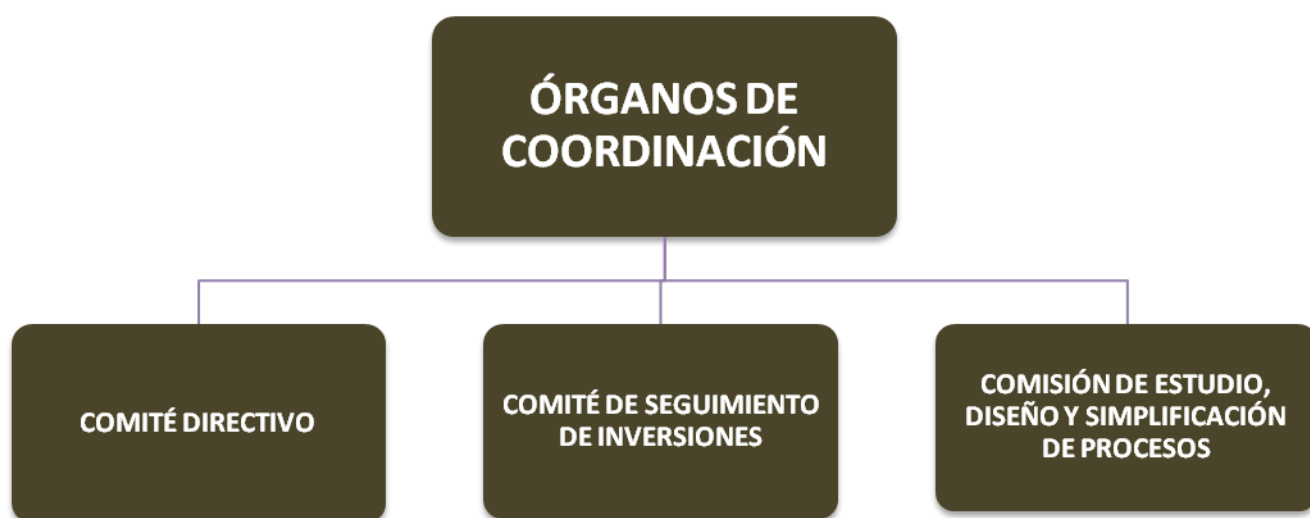 ÓRGANOS DE
COORDINACIÓN
COMITÉ DIRECTIVO
COMITÉ DE SEGUIMIENTO
DE INVERSIONES
COMISIÓN DE ESTUDIO,
DISEÑO Y SIMPLIFICACIÓN
DE PROCESOS